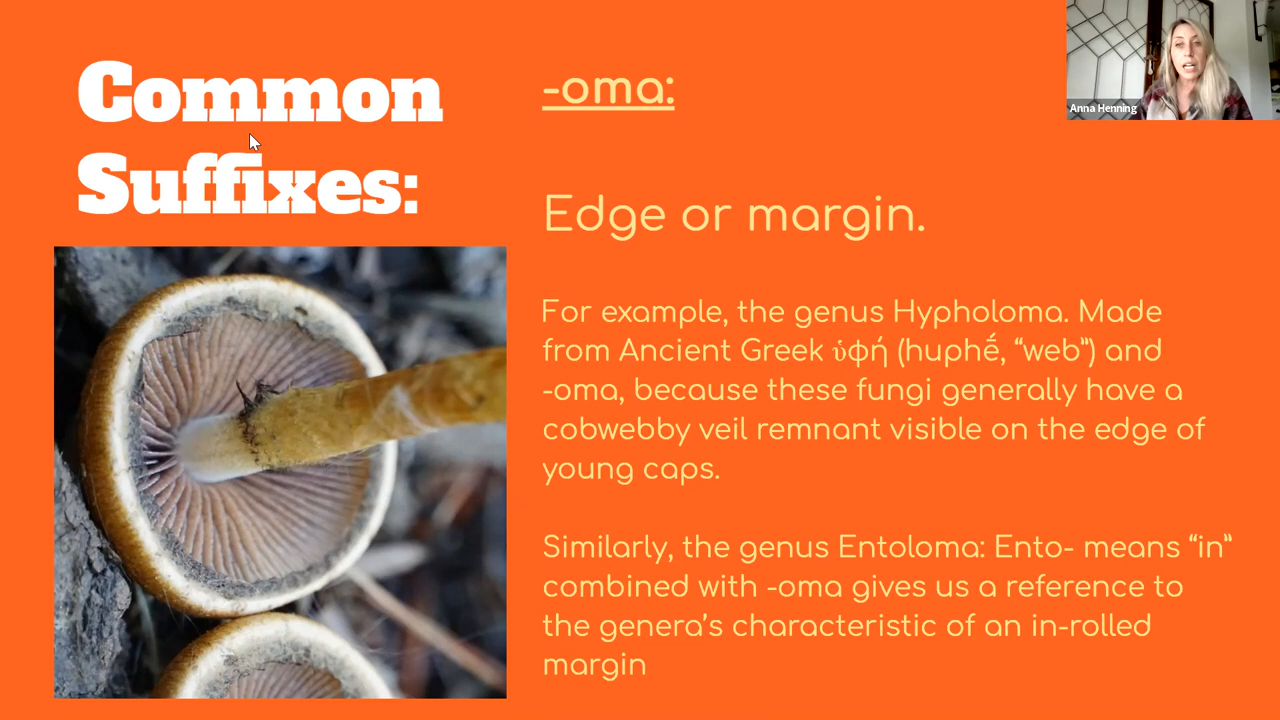 Common
Suffixes:
-oma:
Edge or margin.
For example, the genus Hypholoma. Made
from Ancient Greek ὑφή (huphḗ, “web”) and
-oma, because these fungi generally have a
cobwebby veil remnant visible on the edge of
young caps.
Similarly, the genus Entoloma: Ento- means “in”
combined with -oma gives us a reference to
the genera’s characteristic of an in-rolled
margin
Anna Henning